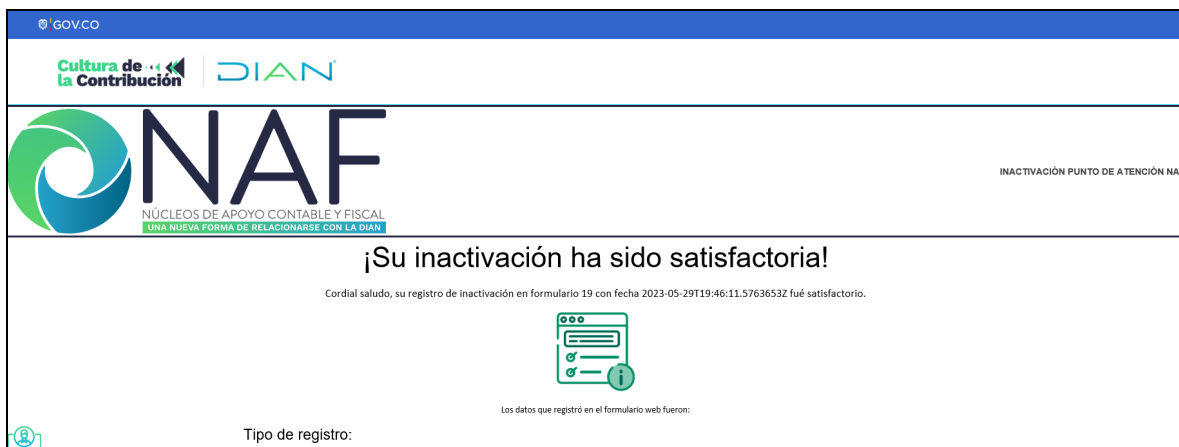 GOV.CO
Cultura de
la Contribución
DIAN
NAF
NÚCLEOS DE APOYO CONTABLE Y FISCAL
UNA NUEVA FORMA DE RELACIONARSE CON LA DIAN
INACTIVACIÓN PUNTO DE ATENCIÓN NA
¡Su inactivación ha sido satisfactoria!
Cordial saludo, su registro de inactivación en formulario 19 con fecha 2023-05-29T19:46:11.5763653Z fué satisfactorio.
Los datos que registró en el formulario web fueron:
Tipo de registro: